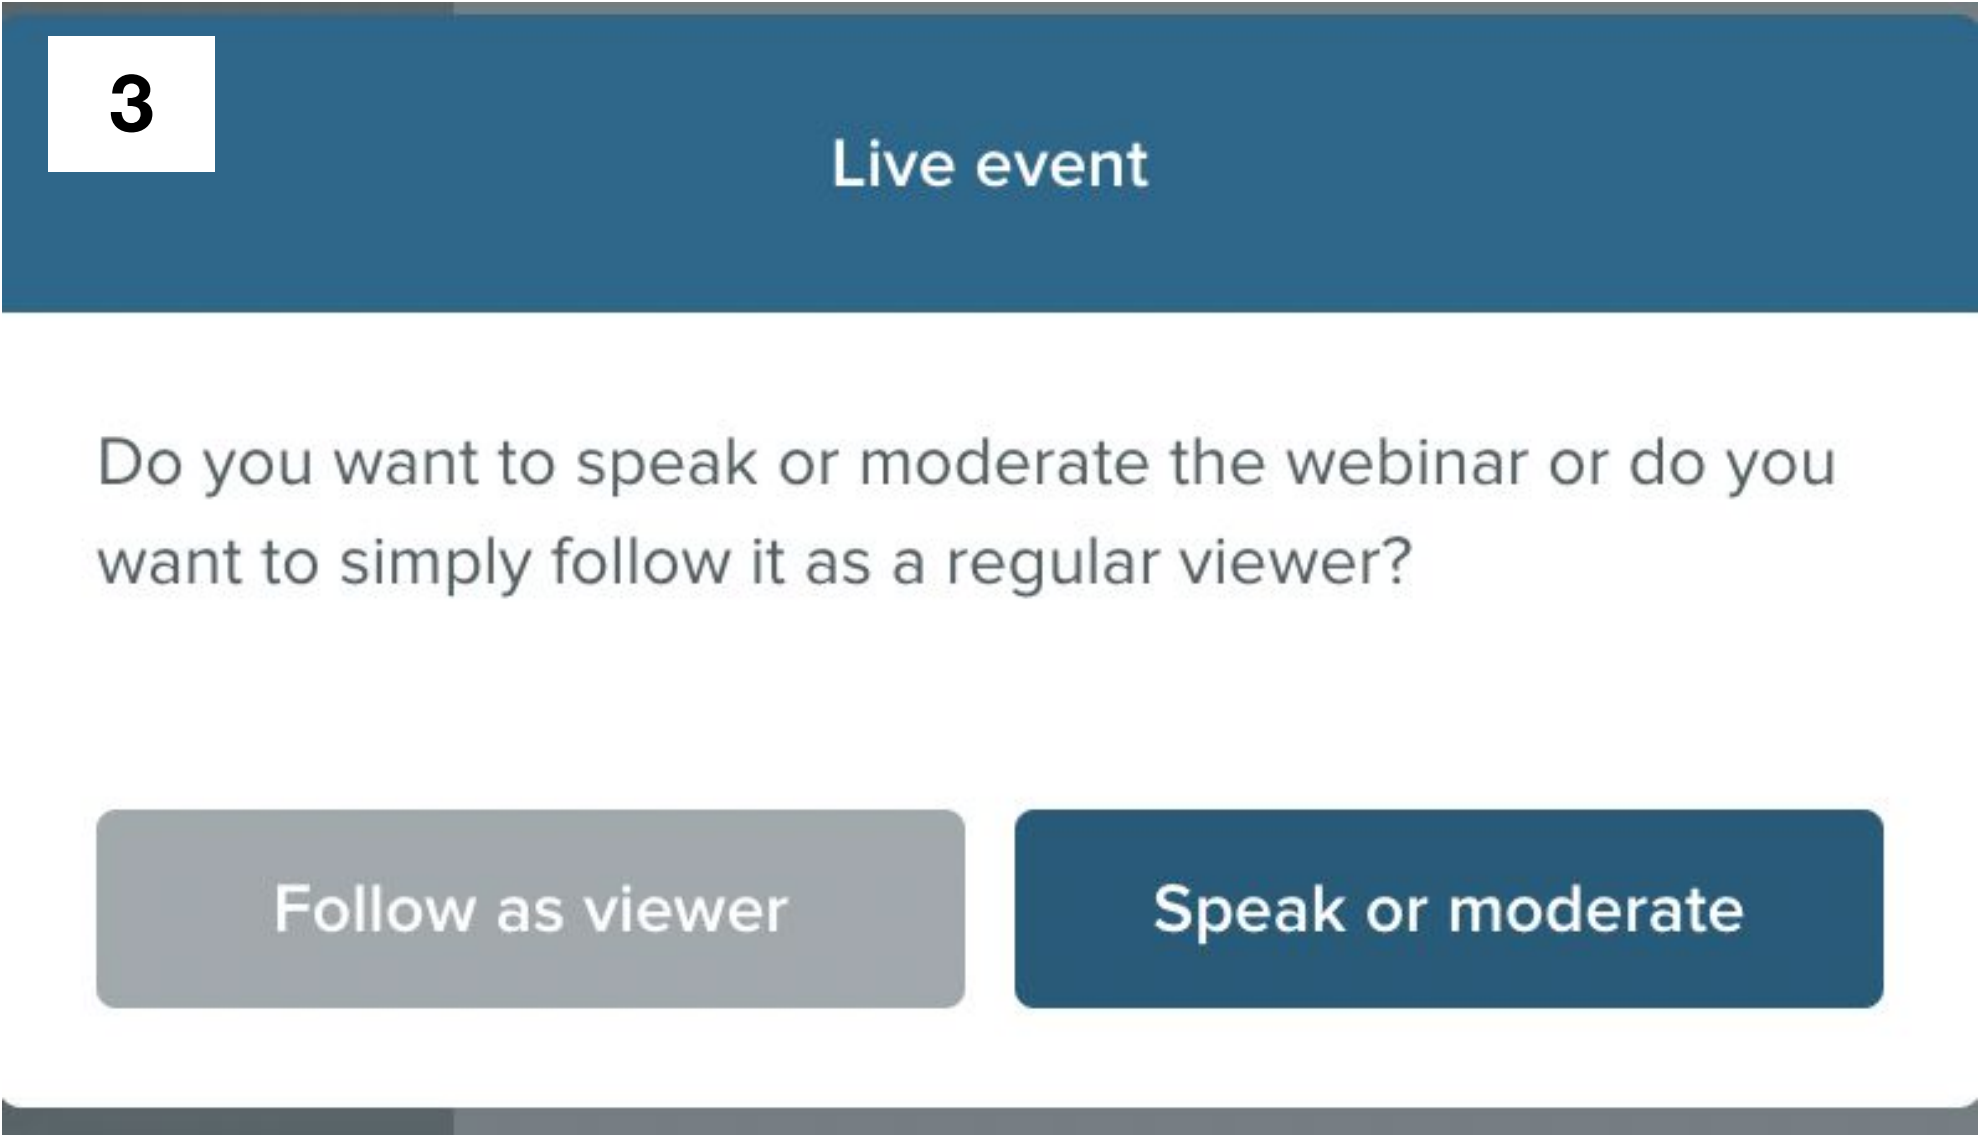 3
Live event
Do you want to speak or moderate the webinar or do you
want to simply follow it as a regular viewer?
Follow as viewer
Speak or moderate